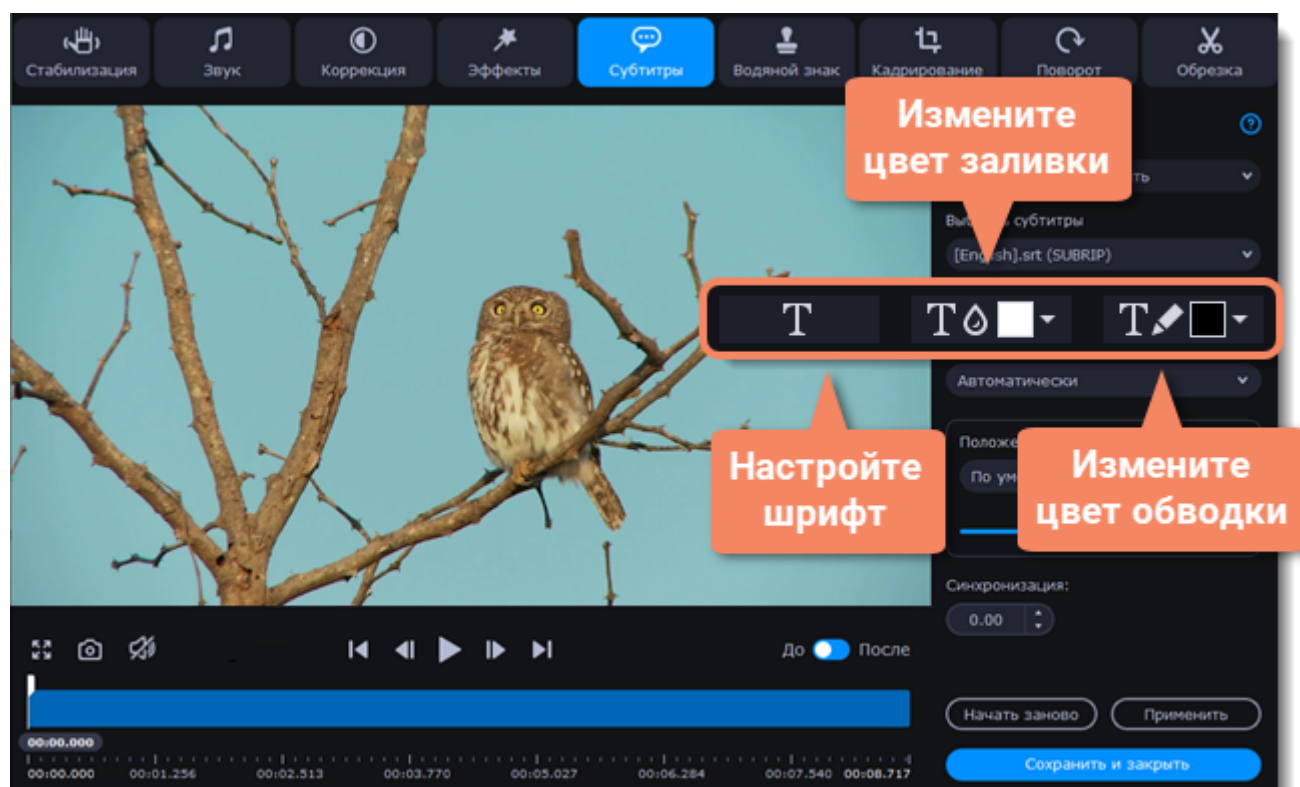 Стабилизация
Звук
Коррекция
Эффекты
Субтитры
Водяной знак
Кадрирование
Поворот
Обрезка
Измените
цвет заливки
?
субтитры
[English].srt (SUBRIP)
T
T
T
Автоматически
Настройте
шрифт
Измените
цвет обводки
По
Синхронизация:
0.00
До
После
Начать заново
Применить
Сохранить и закрыть
00:00.000
00:00.000 00:01.256 00:02.513 00:03.770 00:05.027 00:06.284 00:07.540 00:08.717